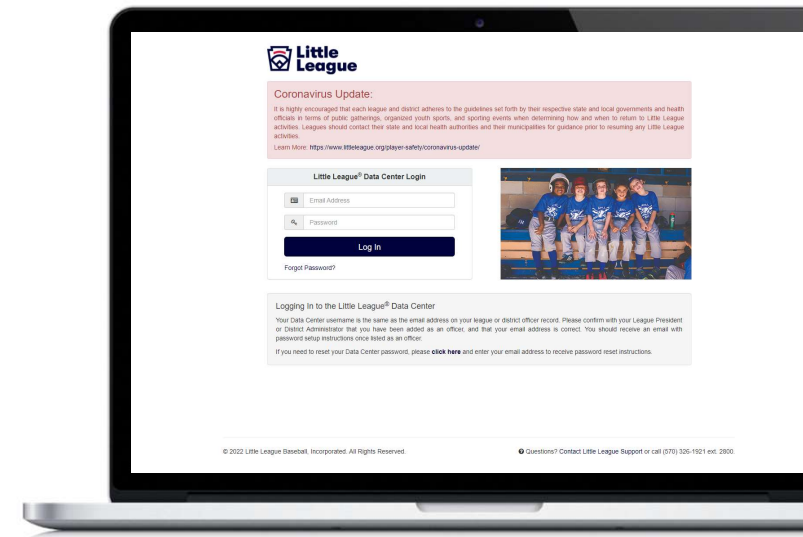 Little
League
Coronavirus Update:
It is highly encouraged that each league and district adheres to the guidelines set forth by their respective state and local governments and health
officials in terms of public gatherings, organized youth sports, and sporting events when determining how and when to return to Little League
activities. Leagues should contact their state and local health authorities and their municipalities for guidance prior to resuming any Little League
activities.
Learn More: https://www.littleleague.org/player-safety/coronavirus-update/
Little League® Data Center Login
Email Address
Password
Log In
Forgot Password?
Logging In to the Little League® Data Center
Your Data Center username is the same as the email address on your league or district officer record. Please confirm with your League President
or District Administrator that you have been added as an officer, and that your email address is correct. You should receive an email with
password setup instructions once listed as an officer.
If you need to reset your Data Center password, please click here and enter your email address to receive password reset instructions.
© 2022 Little League Baseball, Incorporated. All Rights Reserved.
Questions? Contact Little League Support or call (570) 326-1921 ext. 2800